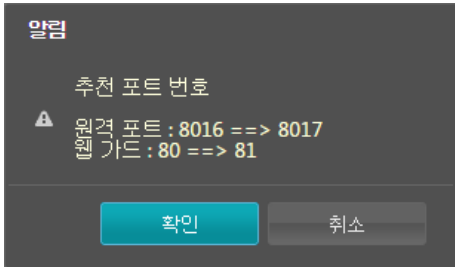 알림
추천 포트 번호
원격 포트 : 8016 ==> 8017
웹 가드 : 80 ==> 81
확인
취소